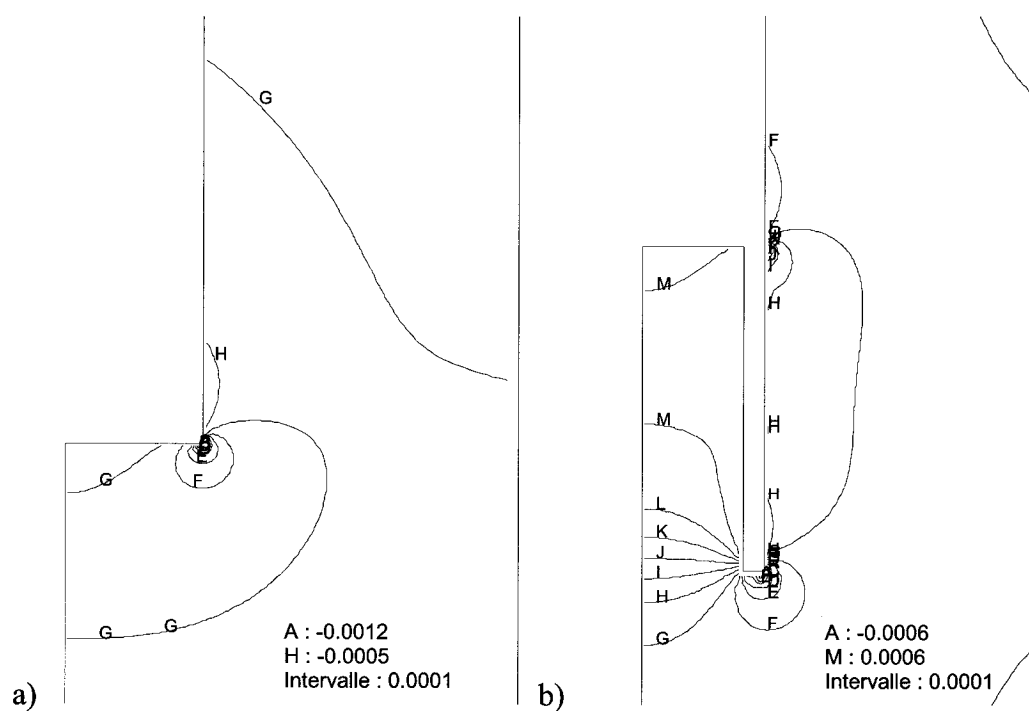 G
H
G
E
F
G
G
A : -0.0012
H : -0.0005
Intervalle : 0.0001
a)
F
F
I
H
M
H
H
M
H
L
K
J
I
H
G
E
F
A : -0.0006
M : 0.0006
Intervalle : 0.0001
b)